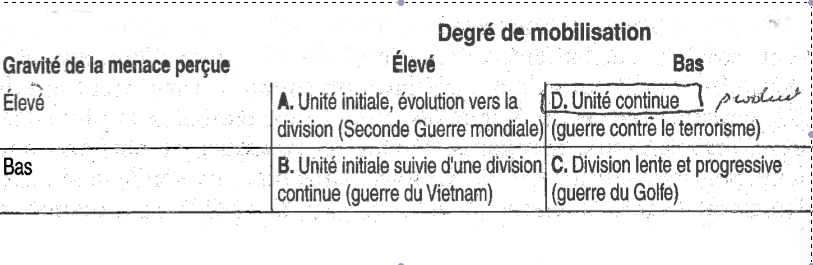 Degré de mobilisation
Gravité de la menace perçue Élevé Bas
Élevé A. Unité initiale, évolution vers la D. Unité continue
division (Seconde Guerre mondiale) (guerre contre le terrorisme)
Bas B. Unité initiale suivie d'une division C. Division lente et progressive
continue (guerre du Vietnam) (guerre du Golfe)